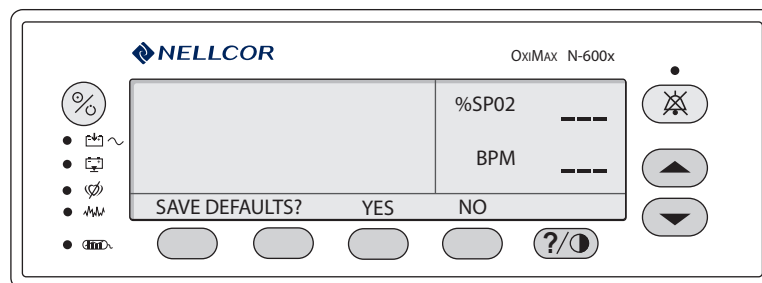 NELLCOR
OXIMAX N-600x
%SP02 ---
BPM ---
SAVE DEFAULTS? YES NO
?/